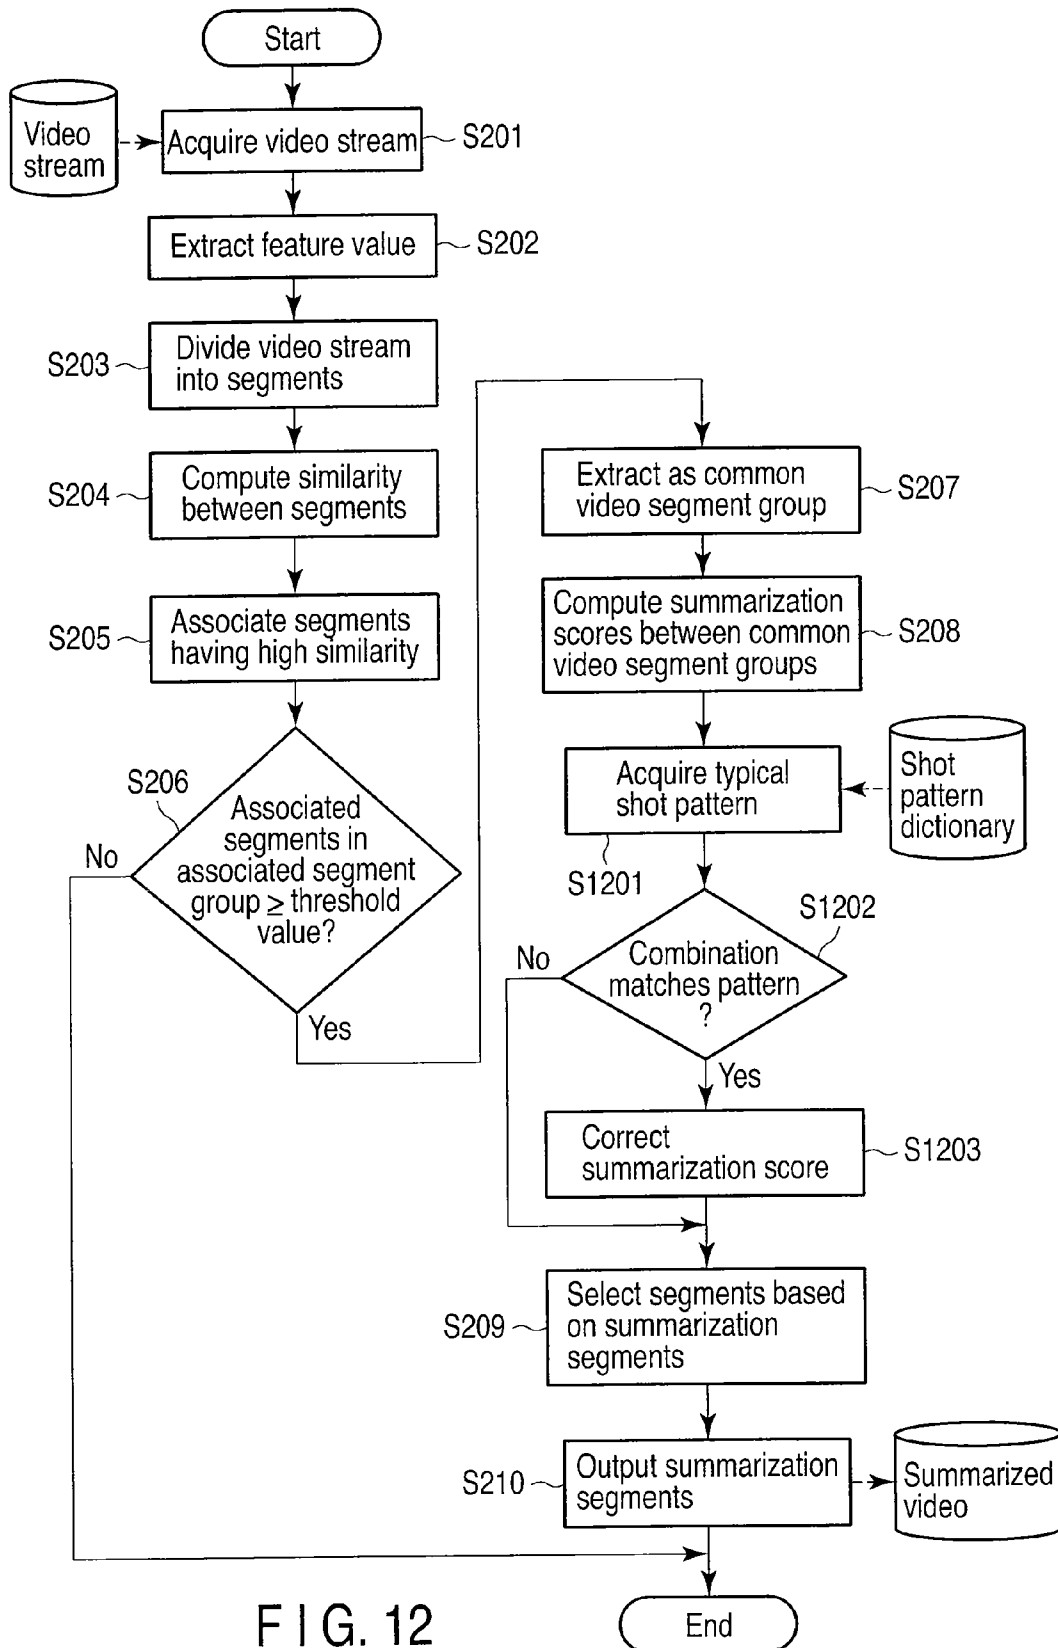 Start
Video
stream
Acquire video stream
S201
Extract feature value
S202
S203
Divide video stream
into segments
S204
Compute similarity
between segments
S205
Associate segments
having high similarity
S206
Associated
segments in
associated segment
group ≥ threshold
value?
No
Yes
Extract as common
video segment group
S207
Compute summarization
scores between common
video segment groups
S208
Acquire typical
shot pattern
S1201
Shot
pattern
dictionary
S1202
Combination
matches pattern
?
No
Yes
Correct
summarization score
S1203
S209
Select segments based
on summarization
segments
S210
Output summarization
segments
Summarized
video
End
FIG. 12